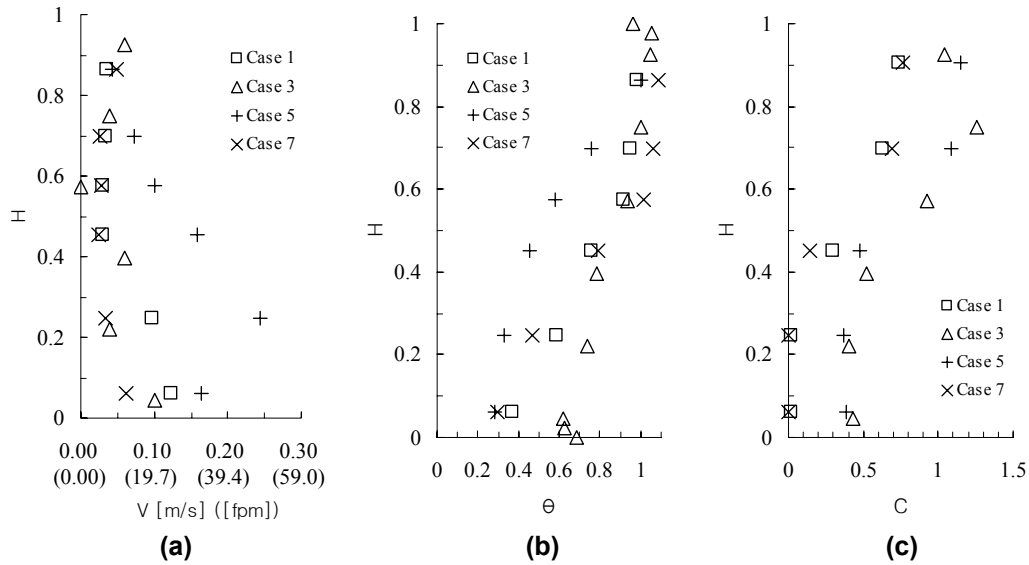 1
0.8
0.6
0.4
0.2
0
H
Case 1
Case 3
Case 5
Case 7
0.00 0.10 0.20 0.30
(0.00) (19.7) (39.4) (59.0)
V [m/s] ([fpm])
(a)
1
0.8
0.6
0.4
0.2
0
H
Case 1
Case 3
Case 5
Case 7
0 0.2 0.4 0.6 0.8 1
θ
(b)
1
0.8
0.6
0.4
0.2
0
H
Case 1
Case 3
Case 5
Case 7
0 0.5 1 1.5
C
(c)